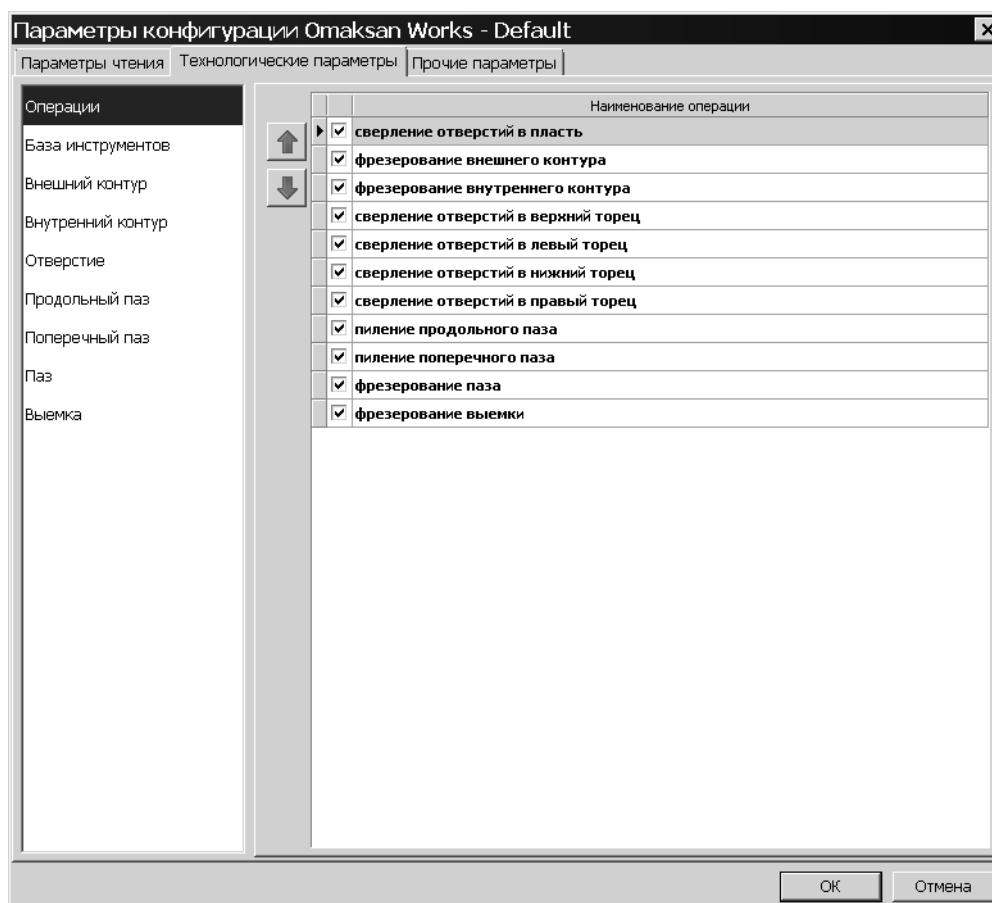 Параметры конфигурации Omaksan Works - Default
Параметры чтения Технологические параметры Прочие параметры
Операции
База инструментов
Внешний контур
Внутренний контур
Отверстие
Продольный паз
Поперечный паз
Паз
Выемка
Наименование операции
сверление отверстий в пласть
фрезерование внешнего контура
фрезерование внутреннего контура
сверление отверстий в верхний торец
сверление отверстий в левый торец
сверление отверстий в нижний торец
сверление отверстий в правый торец
пиление продольного паза
пиление поперечного паза
фрезерование паза
фрезерование выемки
ОК Отмена